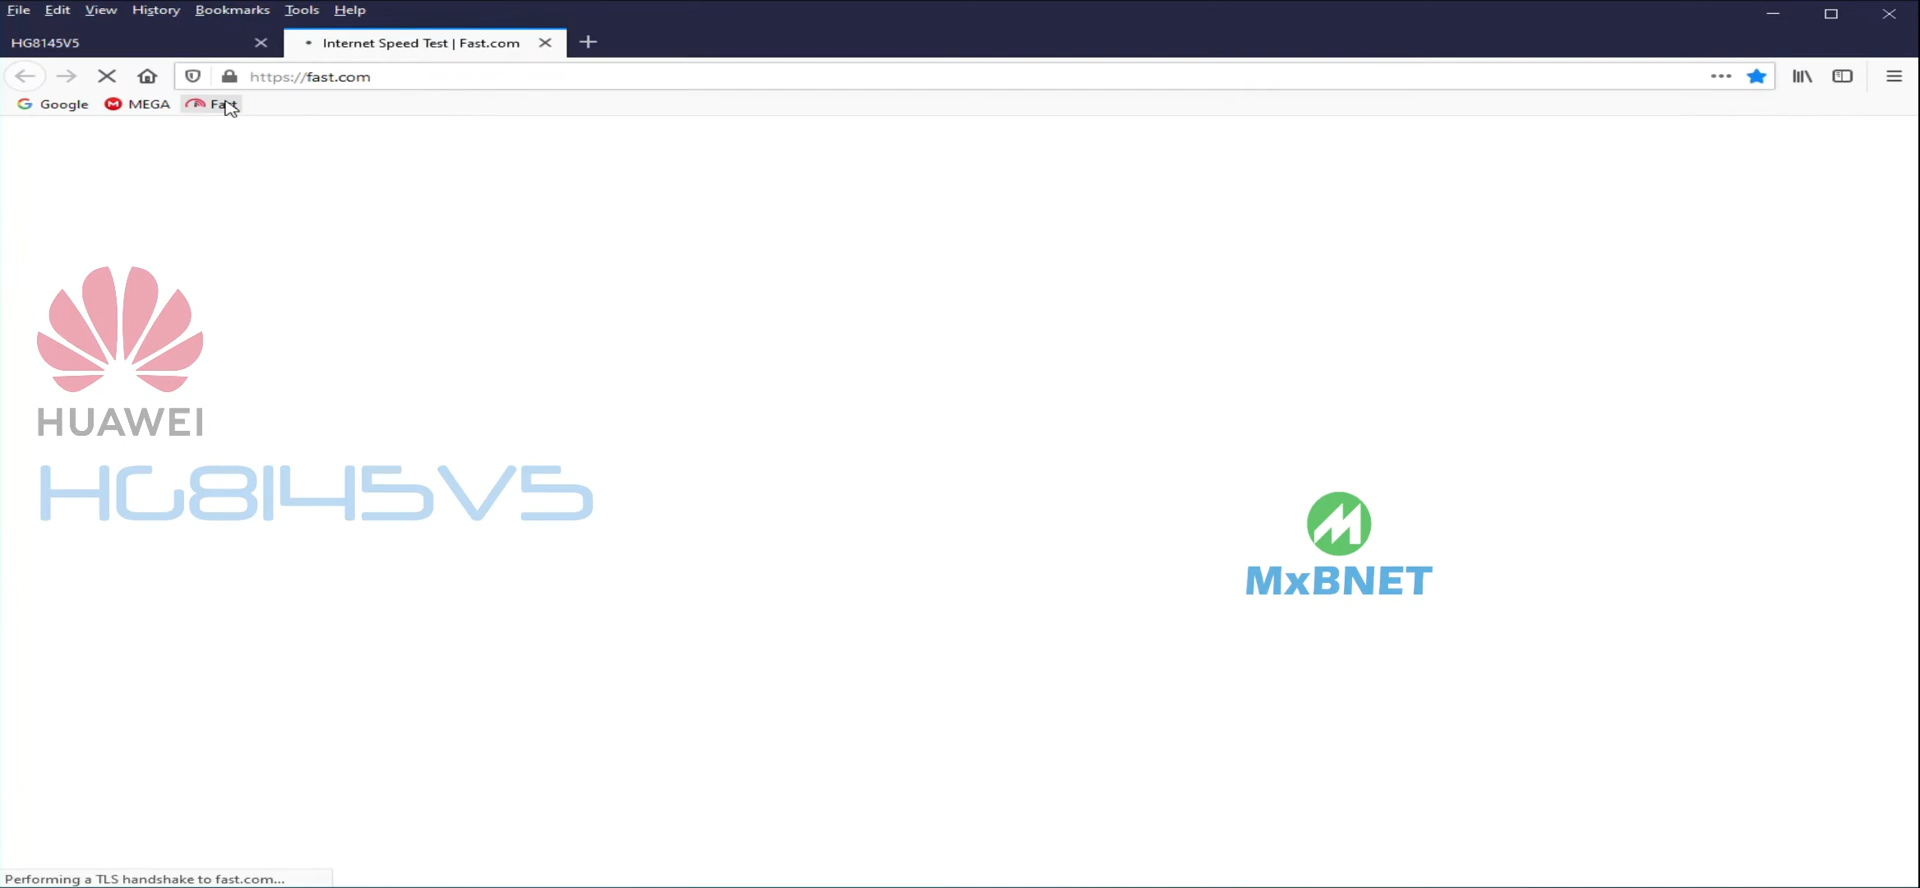 File Edit View History Bookmarks Tools Help
HG8145V5 Internet Speed Test | Fast.com
https://fast.com
Google MEGA Fast
HUAWEI
HG8145V5
MxBNET
Performing a TLS handshake to fast.com...